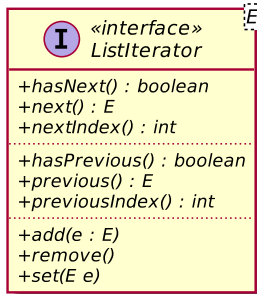 E
I
«interface»
ListIterator
+hasNext() : boolean
+next() : E
+nextIndex() : int
+hasPrevious() : boolean
+previous() : E
+previousIndex() : int
+add(e : E)
+remove()
+set(E e)